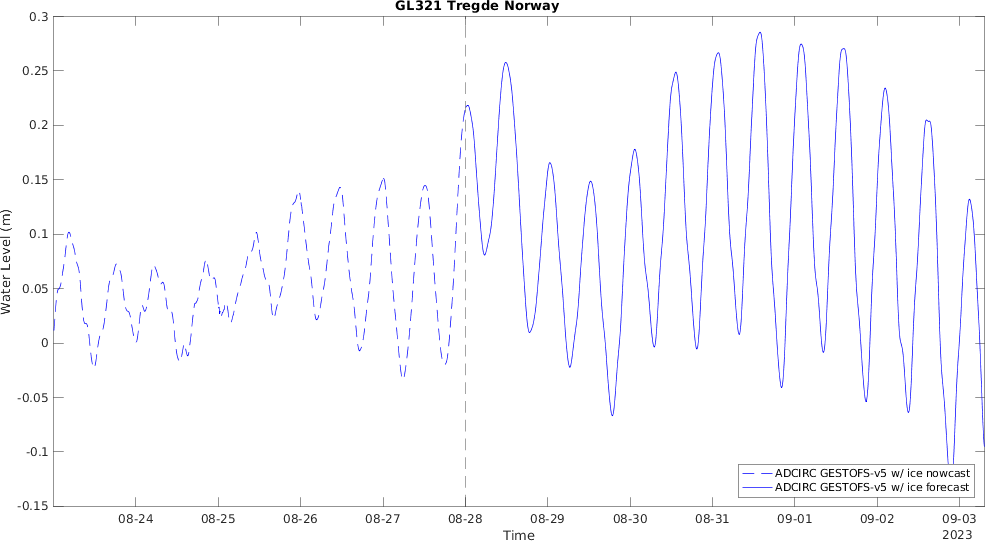 GL321 Tregde Norway
0.3
0.25
0.2
0.15
0.1
0.05
0
-0.05
-0.1
-0.15
Water Level (m)
ADCIRC GESTOFS-v5 w/ ice nowcast
ADCIRC GESTOFS-v5 w/ ice forecast
08-24 08-25 08-26 08-27 08-28 08-29 08-30 08-31 09-01 09-02 09-03
Time
2023